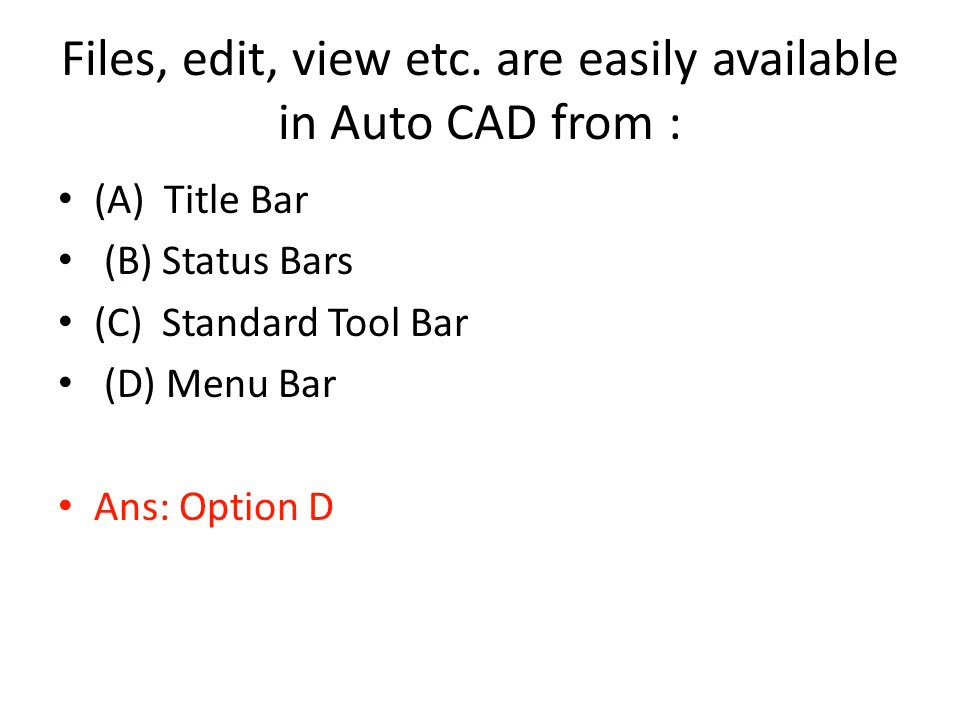 Files, edit, view etc. are easily available
in Auto CAD from :
• (A)  Title Bar
•  (B) Status Bars
• (C)  Standard Tool Bar
•  (D) Menu Bar
• Ans: Option D